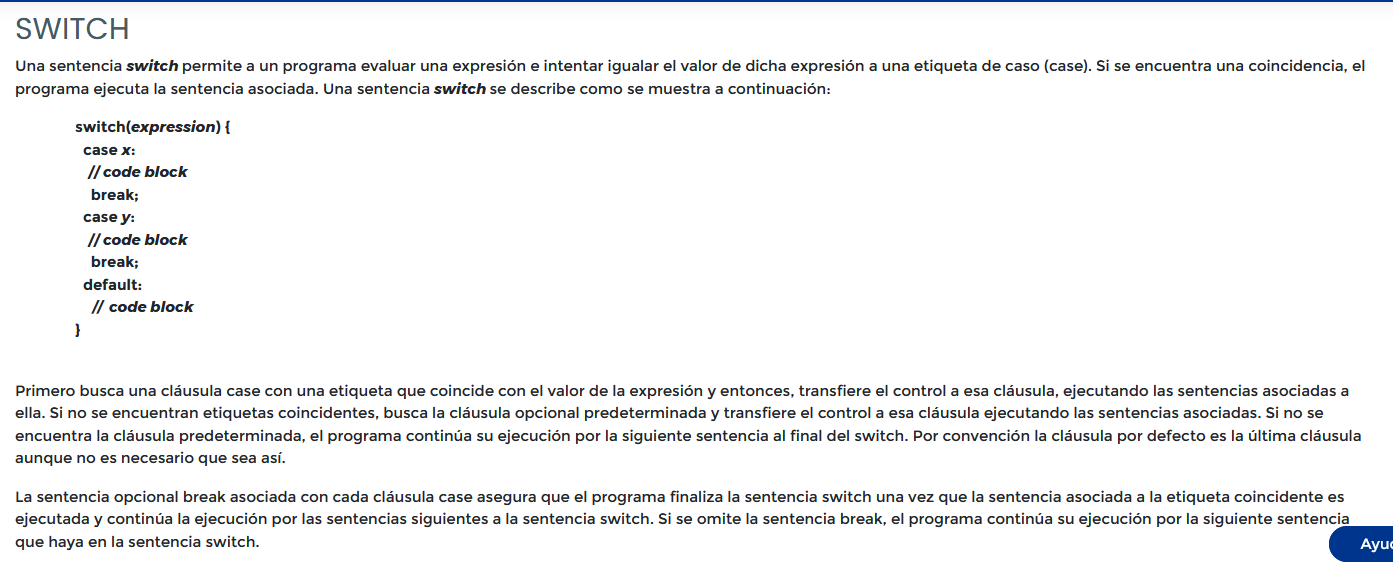 SWITCH
Una sentencia switch permite a un programa evaluar una expresión e intentar igualar el valor de dicha expresión a una etiqueta de caso (case). Si se encuentra una coincidencia, el
programa ejecuta la sentencia asociada. Una sentencia switch se describe como se muestra a continuación:
switch(expression) {
case x:
// code block
break;
case y:
// code block
break;
default:
// code block
}
Primero busca una cláusula case con una etiqueta que coincide con el valor de la expresión y entonces, transfiere el control a esa cláusula, ejecutando las sentencias asociadas a
ella. Si no se encuentran etiquetas coincidentes, busca la cláusula opcional predeterminada y transfiere el control a esa cláusula ejecutando las sentencias asociadas. Si no se
encuentra la cláusula predeterminada, el programa continúa su ejecución por la siguiente sentencia al final del switch. Por convención la cláusula por defecto es la última cláusula
aunque no es necesario que sea así.
La sentencia opcional break asociada con cada cláusula case asegura que el programa finaliza la sentencia switch una vez que la sentencia asociada a la etiqueta coincidente es
ejecutada y continúa la ejecución por las sentencias siguientes a la sentencia switch. Si se omite la sentencia break, el programa continúa su ejecución por la siguiente sentencia
que haya en la sentencia switch.